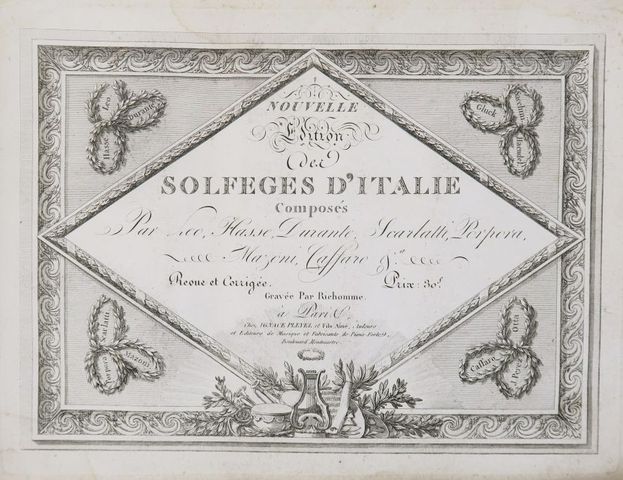 Leo
Hasse
Durante
Gluck
NOUVELLE
Edition
des
SOLFEGES D'ITALIE
Composés
Par Leo, Hasse, Durante, Scarlatti, Porpora,
Mazoni, Caffaro &.a
Revue et Corrigée. Prix: 30f
Gravée Par Richomme.
à Paris
Chez IGNACE PLEYEL et Fils Ainé, Auteurs
et Editeurs de Musique et Fabricants de Piano-Fortes,
Boulevard Montmartre.
Scarlatti
Porpora
Mazoni
Caffaro
J. Perez